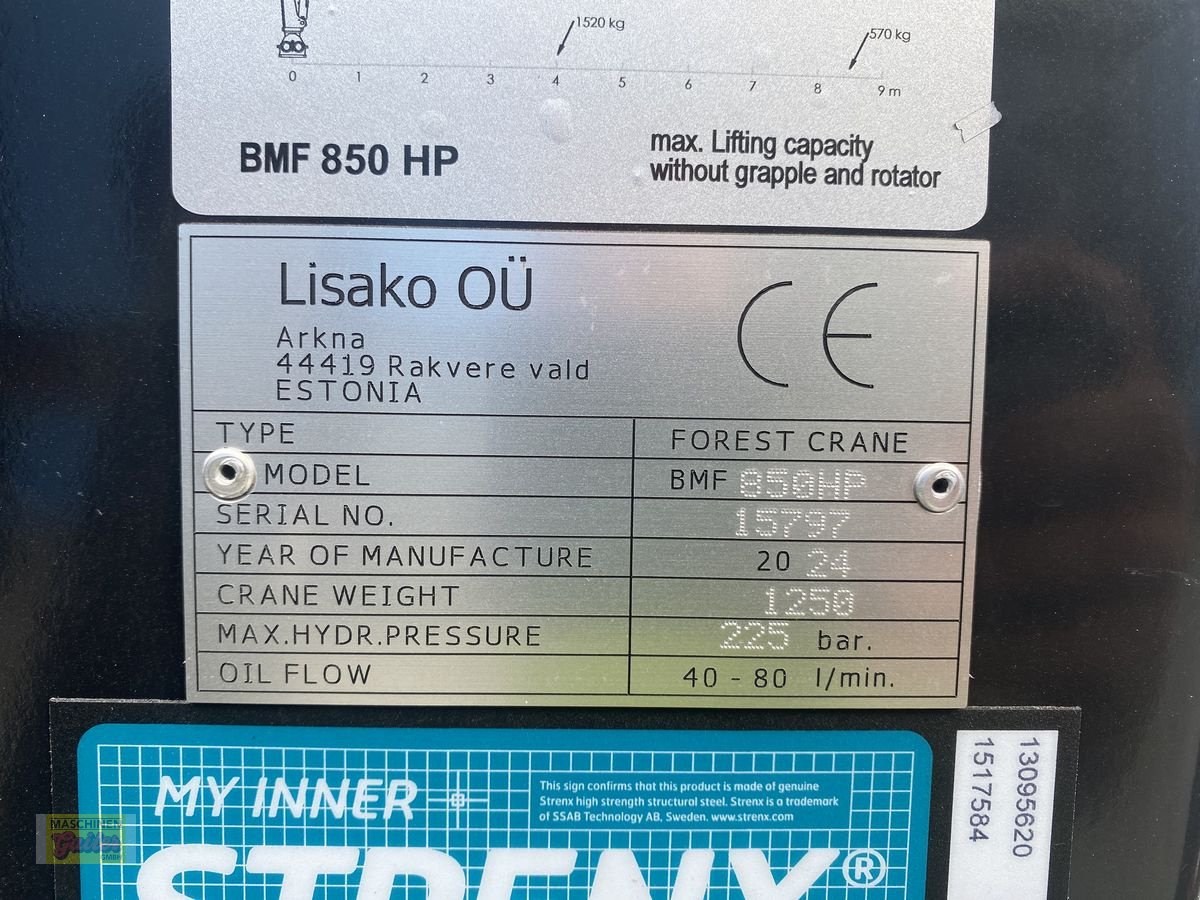 1520 kg
570 kg
0 1 2 3 4 5 6 7 8 9 m
BMF 850 HP
max. Lifting capacity
without grapple and rotator
Lisako OÜ
CE
Arkna
44419 Rakvere vald
ESTONIA
TYPE FOREST CRANE
MODEL BMF 850HP
SERIAL NO. 15797
YEAR OF MANUFACTURE 20 24
CRANE WEIGHT 1250
MAX.HYDR.PRESSURE 225 bar.
OIL FLOW 40 - 80 l/min.
MY INNER
This sign confirms that this product is made of genuine
Strenx high strength structural steel. Strenx is a trademark
of SSAB Technology AB, Sweden. www.strenx.com
STRENX®
13095620
1517584
MASCHINEN
Gailer
GMBH